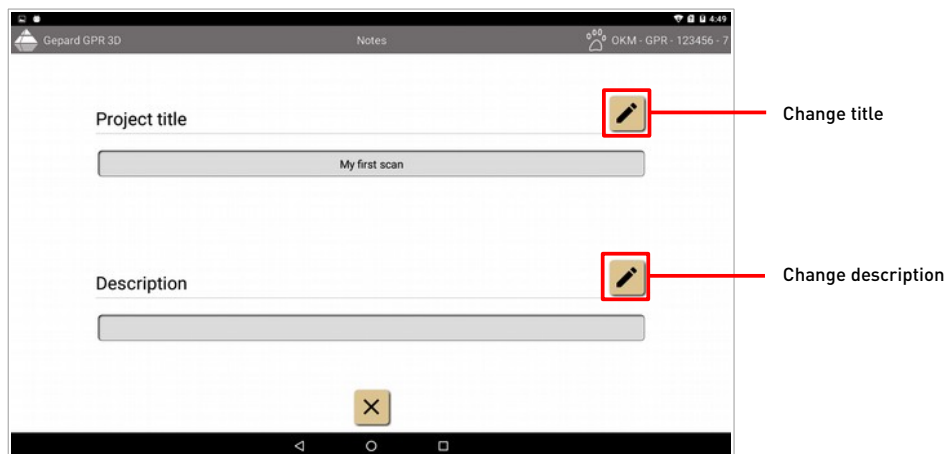 4:49
Gepard GPR 3D Notes OKM - GPR - 123456 - 7
Project title
Change title
My first scan
Description
Change description